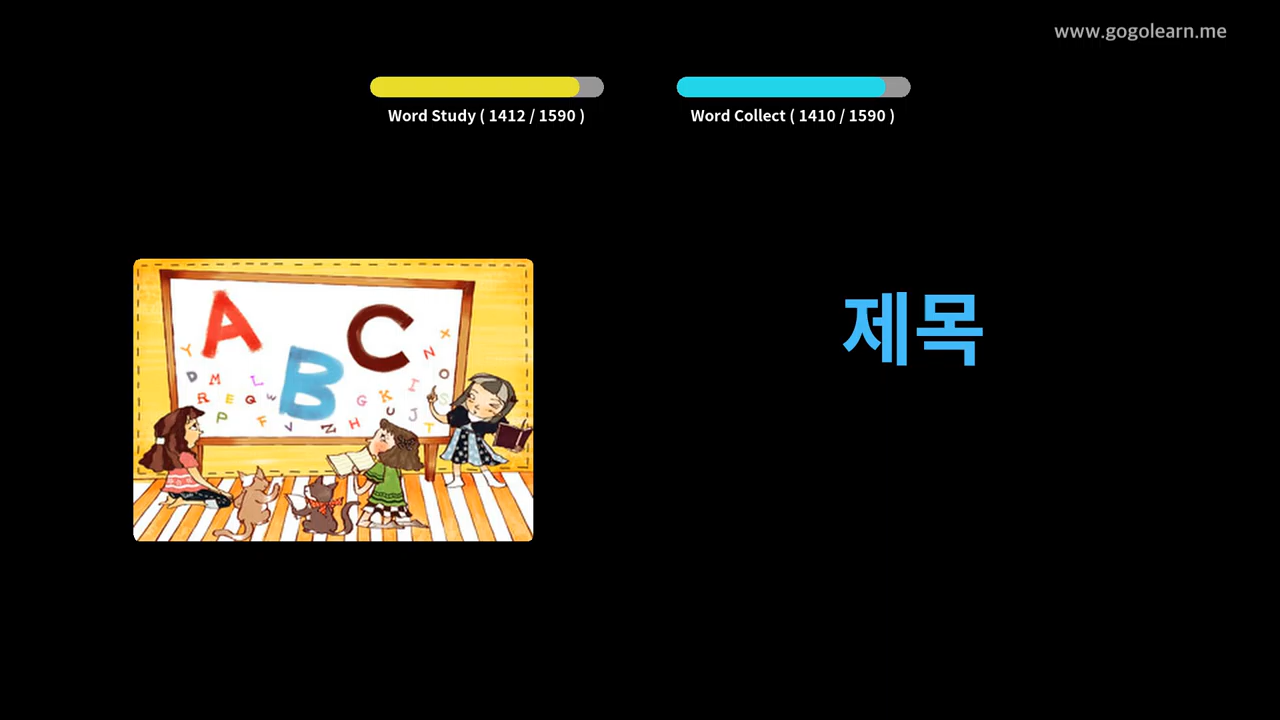 www.gogolearn.me
Word Study ( 1412 / 1590 )
Word Collect ( 1410 / 1590 )
제목
A
B
C
X
Y
N
D M L I O
R E Q W G K S
P F V Z H U J T